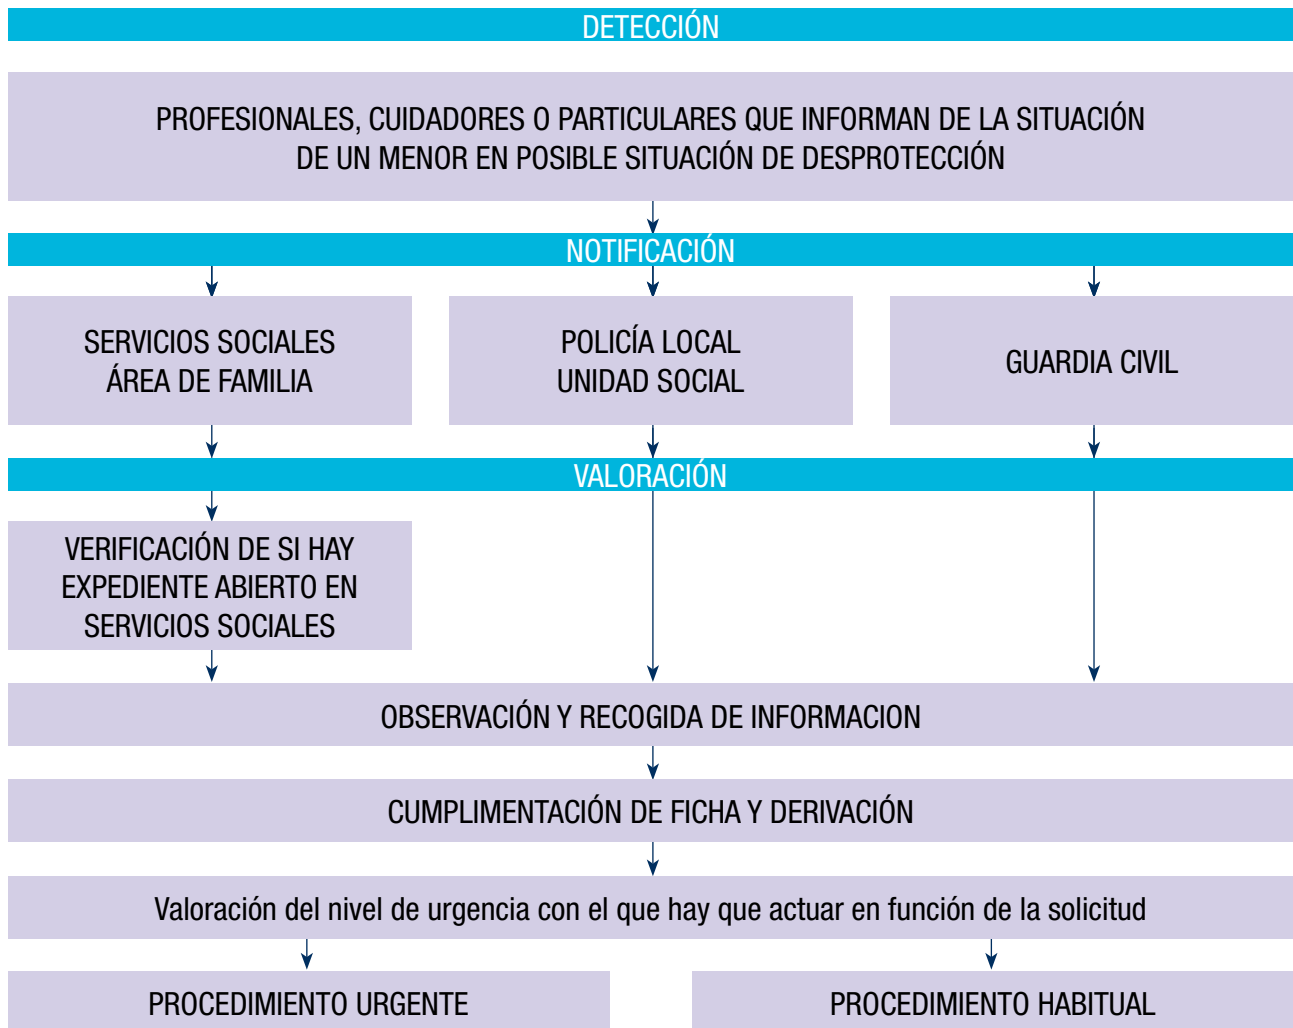 DETECCIÓN
PROFESIONALES, CUIDADORES O PARTICULARES QUE INFORMAN DE LA SITUACIÓN
DE UN MENOR EN POSIBLE SITUACIÓN DE DESPROTECCIÓN
NOTIFICACIÓN
SERVICIOS SOCIALES
ÁREA DE FAMILIA
POLICÍA LOCAL
UNIDAD SOCIAL
GUARDIA CIVIL
VALORACIÓN
VERIFICACIÓN DE SI HAY
EXPEDIENTE ABIERTO EN
SERVICIOS SOCIALES
OBSERVACIÓN Y RECOGIDA DE INFORMACION
CUMPLIMENTACIÓN DE FICHA Y DERIVACIÓN
Valoración del nivel de urgencia con el que hay que actuar en función de la solicitud
PROCEDIMIENTO URGENTE
PROCEDIMIENTO HABITUAL